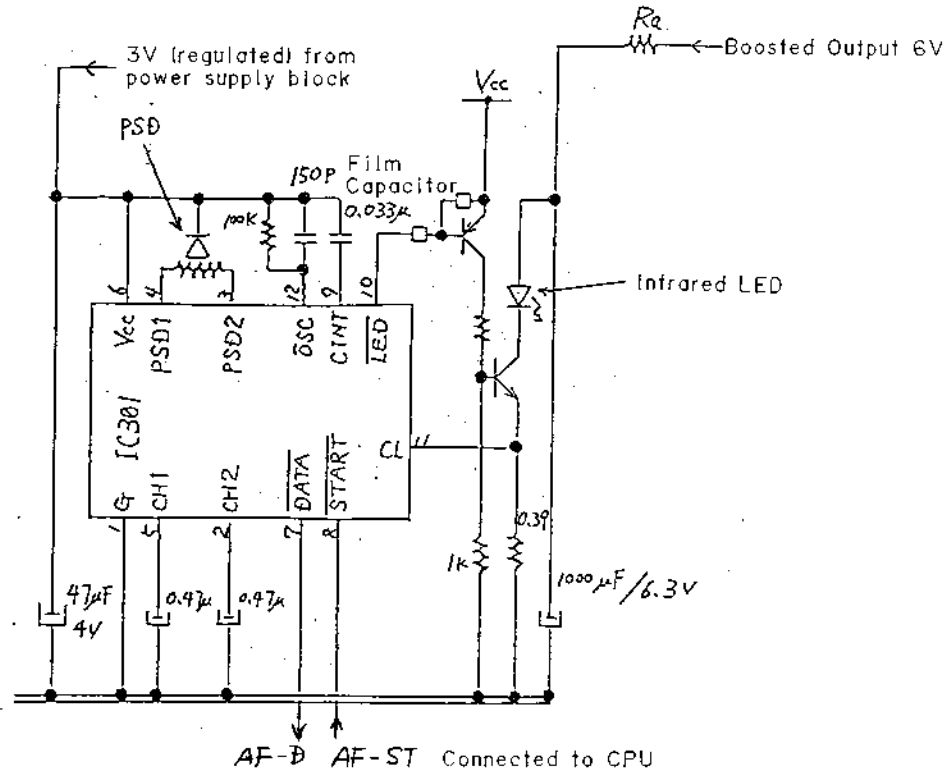 Ra
Boosted Output 6V
3V (regulated) from
power supply block
Vcc
PSD
150P
Film
Capacitor
0.033μ
100K
Infrared LED
6
4
3
12
9
10
Vcc
PSD1
PSD2
OSC
CINT
LED
IC301
CL
11
G
CH1
CH2
DATA
START
1
5
2
7
8
0.39
1K
47μF
4V
0.47μ
0.47μ
1000μF/6.3V
AF-D
AF-ST
Connected to CPU